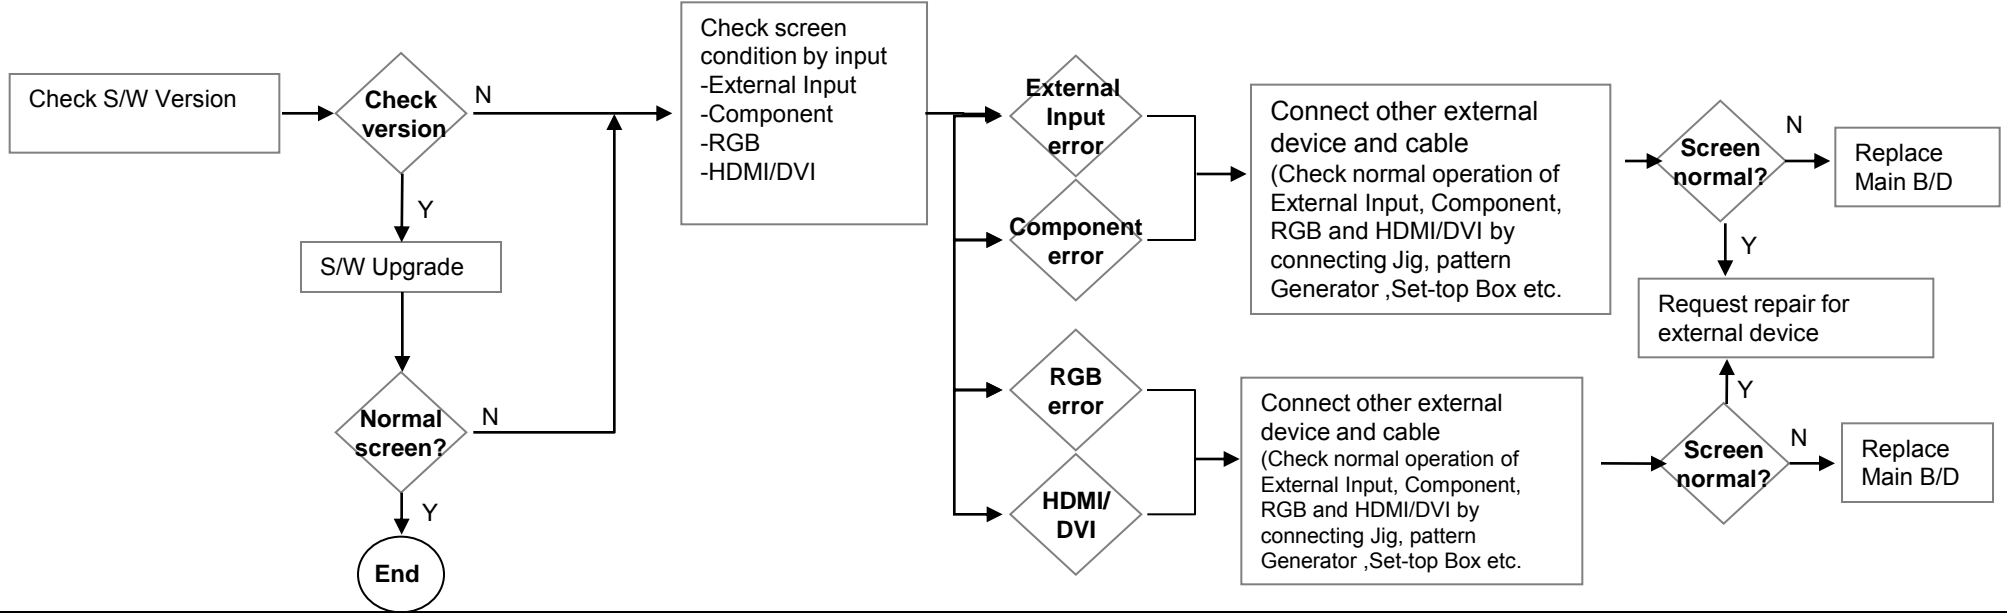 Check S/W Version
Check
version
N
Y
S/W Upgrade
Normal
screen?
N
Y
End
Check screen
condition by input
-External Input
-Component
-RGB
-HDMI/DVI
External
Input
error
Component
error
RGB
error
HDMI/
DVI
Connect other external
device and cable
(Check normal operation of
External Input, Component,
RGB and HDMI/DVI by
connecting Jig, pattern
Generator ,Set-top Box etc.
Screen
normal?
N
Replace
Main B/D
Y
Request repair for
external device
Connect other external
device and cable
(Check normal operation of
External Input, Component,
RGB and HDMI/DVI by
connecting Jig, pattern
Generator ,Set-top Box etc.
Y
Screen
normal?
N
Replace
Main B/D